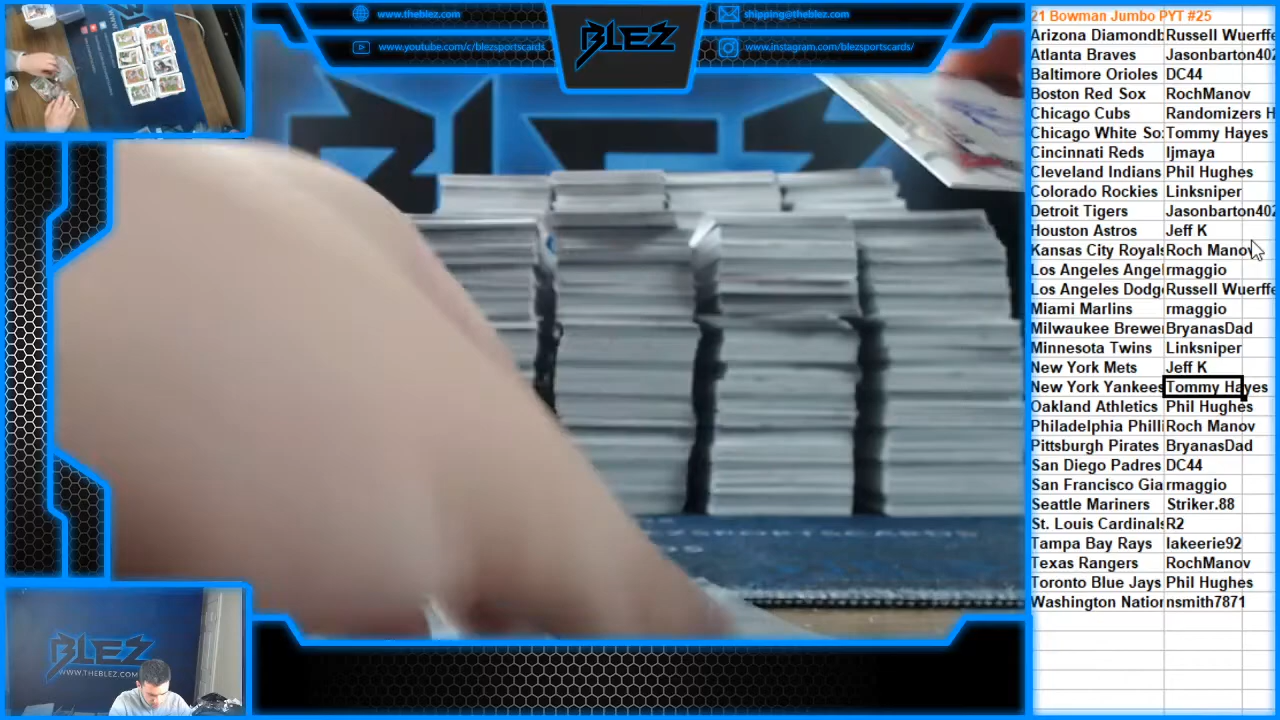 www.theblez.com
shipping@theblez.com
www.youtube.com/c/blezsportscards
www.instagram.com/blezsportscards/
BLEZ
BLEZ
WWW.THEBLEZ.COM
21 Bowman Jumbo PYT #25
Arizona Diamondb Russell Wuerffe
Atlanta Braves Jasonbarton402
Baltimore Orioles DC44
Boston Red Sox RochManov
Chicago Cubs Randomizers H
Chicago White So Tommy Hayes
Cincinnati Reds ljmaya
Cleveland Indians Phil Hughes
Colorado Rockies Linksniper
Detroit Tigers Jasonbarton402
Houston Astros Jeff K
Kansas City Royals Roch Manov
Los Angeles Angel rmaggio
Los Angeles Dodg Russell Wuerffe
Miami Marlins rmaggio
Milwaukee Brewer BryanasDad
Minnesota Twins Linksniper
New York Mets Jeff K
New York Yankees Tommy Hayes
Oakland Athletics Phil Hughes
Philadelphia Philli Roch Manov
Pittsburgh Pirates BryanasDad
San Diego Padres DC44
San Francisco Gia rmaggio
Seattle Mariners Striker.88
St. Louis Cardinals R2
Tampa Bay Rays lakeerie92
Texas Rangers RochManov
Toronto Blue Jays Phil Hughes
Washington Nation nsmith7871